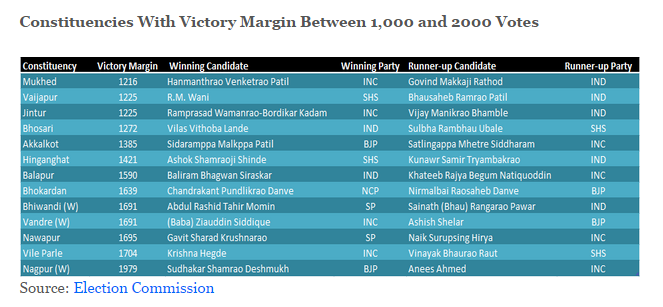 Constituencies With Victory Margin Between 1,000 and 2000 Votes
Constituency Victory Margin Winning Candidate Winning Party Runner-up Candidate Runner-up Party
Mukhed 1216 Hanmanthrao Venketrao Patil INC Govind Makkaji Rathod IND
Vaijapur 1225 R.M. Wani SHS Bhausaheb Ramrao Patil IND
Jintur 1225 Ramprasad Wamanrao-Bordikar Kadam INC Vijay Manikrao Bhamble IND
Bhosari 1272 Vilas Vithoba Lande IND Sulbha Rambhau Ubale SHS
Akkalkot 1385 Sidaramppa Malkppa Patil BJP Satlingappa Mhetre Siddharam INC
Hinganghat 1421 Ashok Shamraoji Shinde SHS Kunawr Samir Tryambakrao IND
Balapur 1590 Baliram Bhagwan Siraskar IND Khateeb Rajya Begum Natiquoddin INC
Bhokardan 1639 Chandrakant Pundlikrao Danve NCP Nirmalbai Raosaheb Danve BJP
Bhiwandi (W) 1691 Abdul Rashid Tahir Momin SP Sainath (Bhau) Rangarao Pawar IND
Vandre (W) 1691 (Baba) Ziauddin Siddique INC Ashish Shelar BJP
Nawapur 1695 Gavit Sharad Krushnarao SP Naik Surupsing Hirya INC
Vile Parle 1704 Krishna Hegde INC Vinayak Bhaurao Raut SHS
Nagpur (W) 1979 Sudhakar Shamrao Deshmukh BJP Anees Ahmed INC
Source: Election Commission